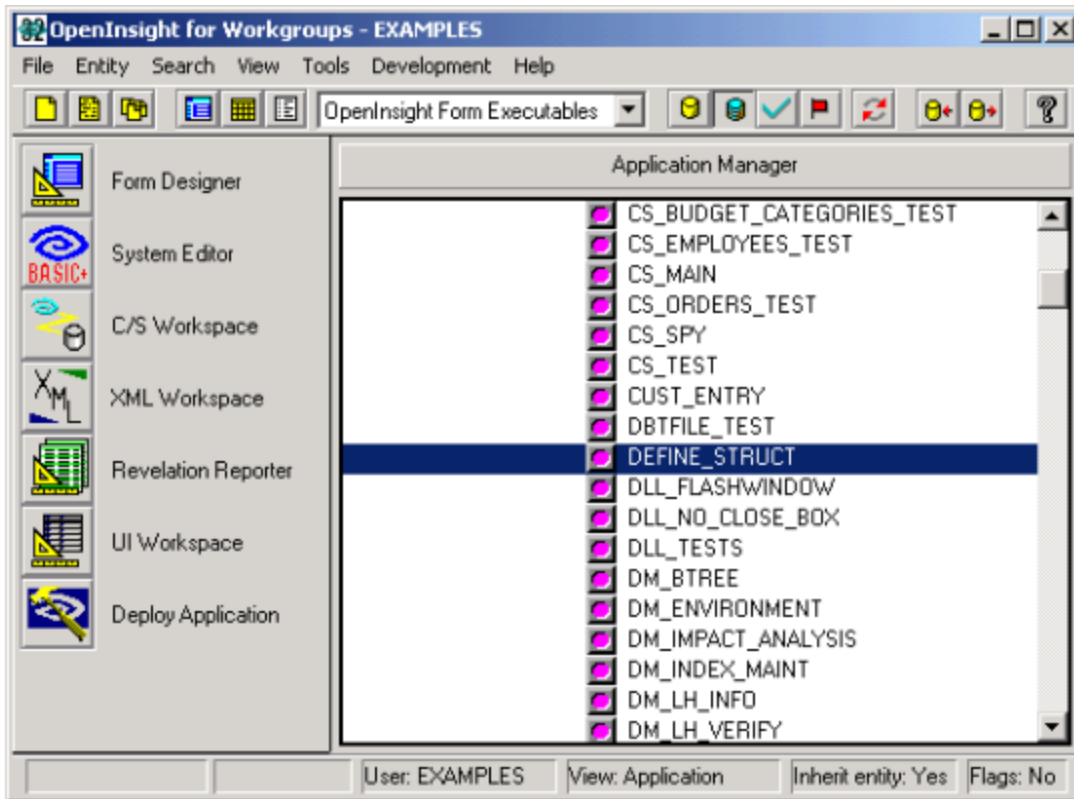 OpenInsight for Workgroups - EXAMPLES
File Entity Search View Tools Development Help
OpenInsight Form Executables
Form Designer
BASIC+
System Editor
C/S Workspace
XML
XML Workspace
Revelation Reporter
UI Workspace
Deploy Application
Application Manager
CS_BUDGET_CATEGORIES_TEST
CS_EMPLOYEES_TEST
CS_MAIN
CS_ORDERS_TEST
CS_SPY
CS_TEST
CUST_ENTRY
DBTFILE_TEST
DEFINE_STRUCT
DLL_FLASHWINDOW
DLL_NO_CLOSE_BOX
DLL_TESTS
DM_BTREE
DM_ENVIRONMENT
DM_IMPACT_ANALYSIS
DM_INDEX_MAINT
DM_LH_INFO
DM_LH_VERIFY
User: EXAMPLES View: Application Inherit entity: Yes Flags: No